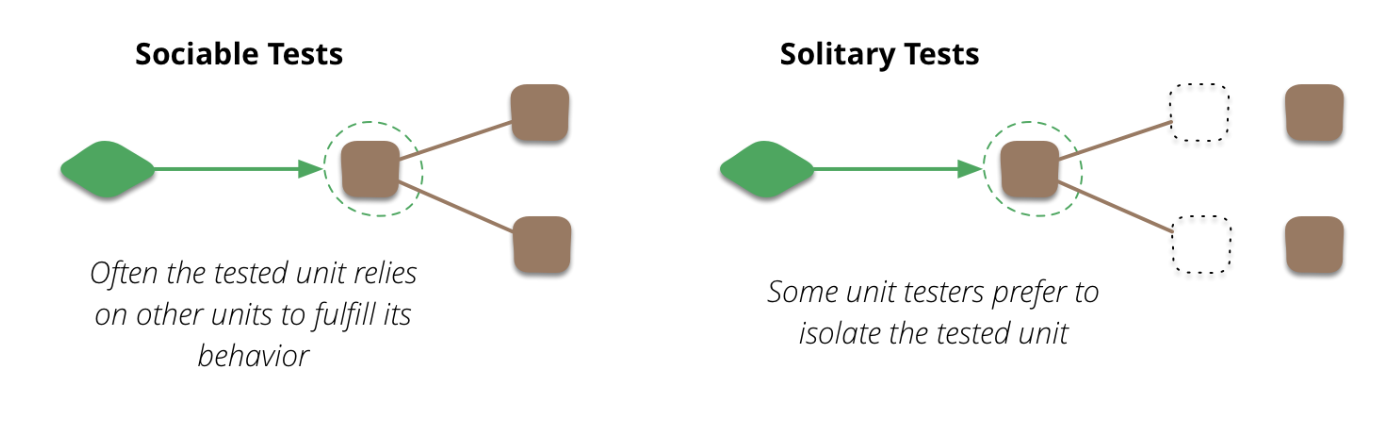 Sociable Tests
Often the tested unit relies
on other units to fulfill its
behavior
Solitary Tests
Some unit testers prefer to
isolate the tested unit